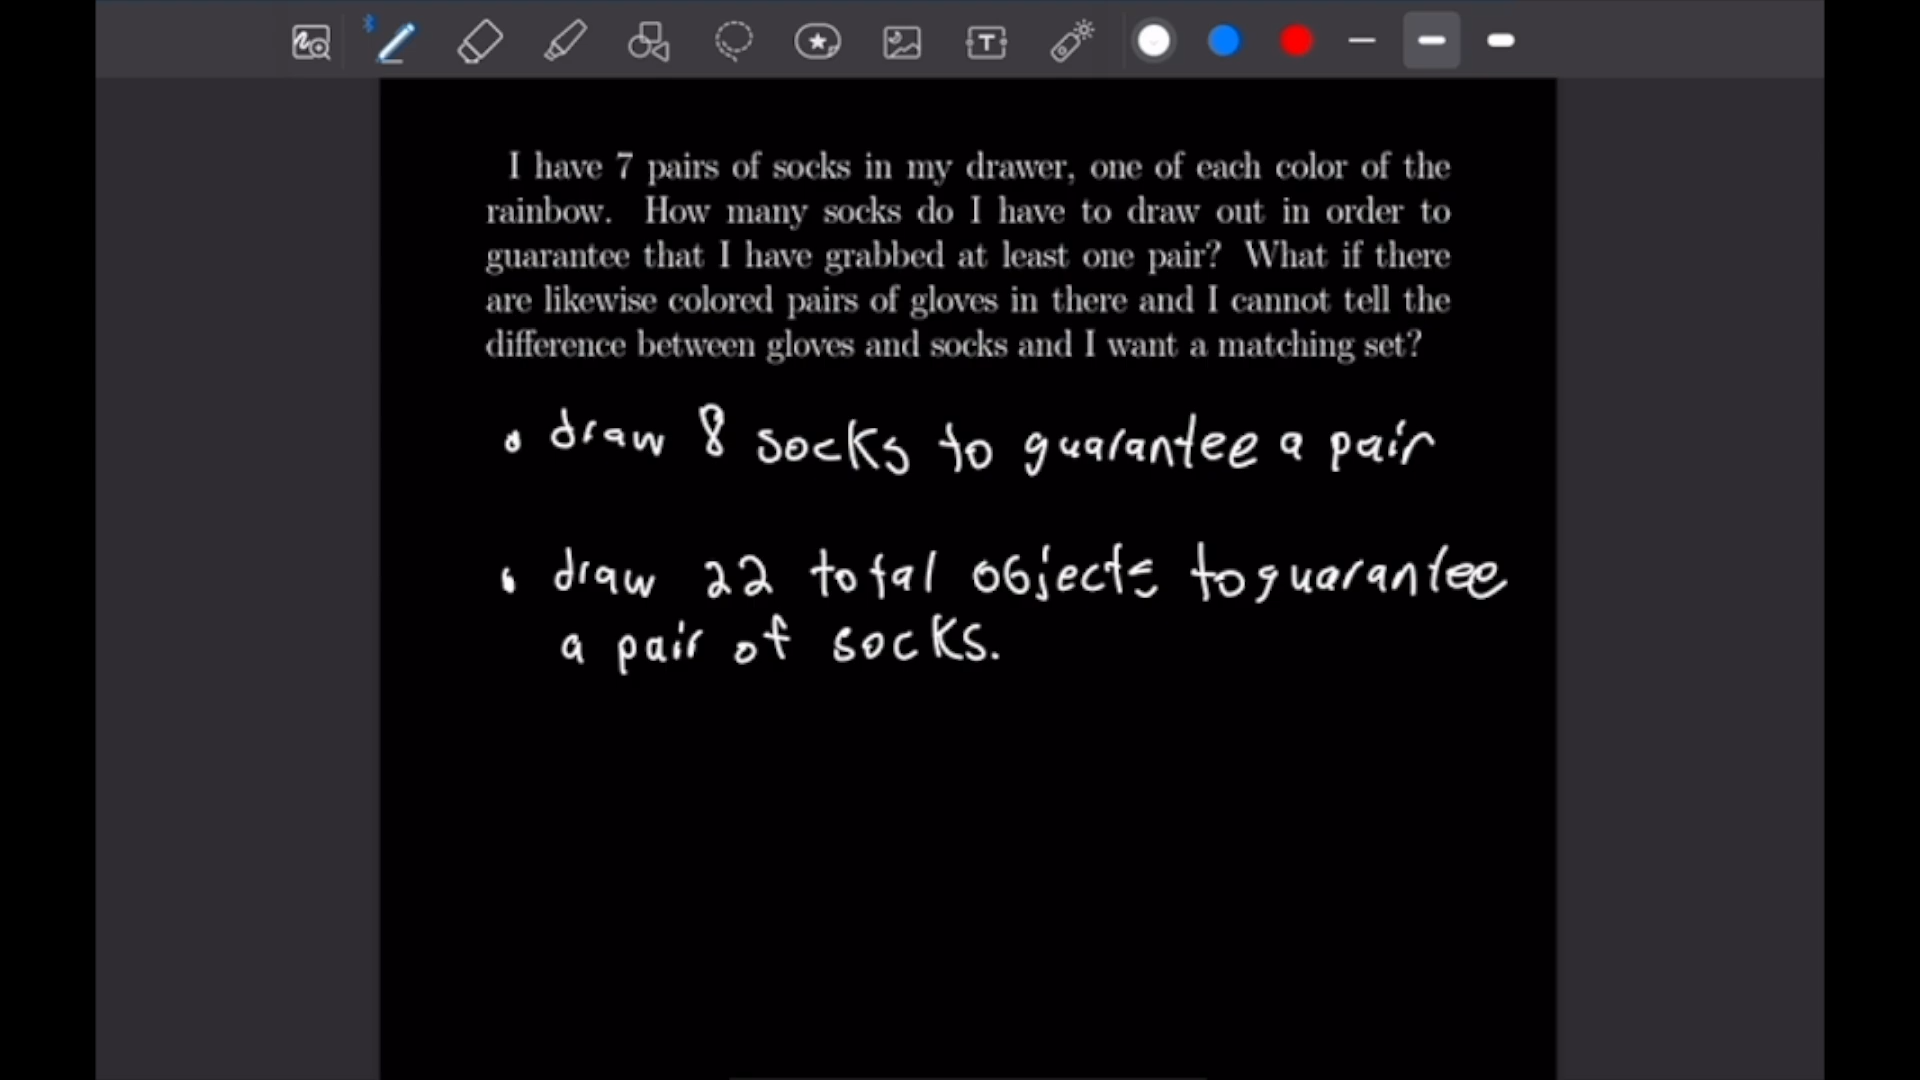 I have 7 pairs of socks in my drawer, one of each color of the
rainbow. How many socks do I have to draw out in order to
guarantee that I have grabbed at least one pair? What if there
are likewise colored pairs of gloves in there and I cannot tell the
difference between gloves and socks and I want a matching set?
• draw 8 socks to guarantee a pair
• draw 22 total objects to guarantee
a pair of socks.